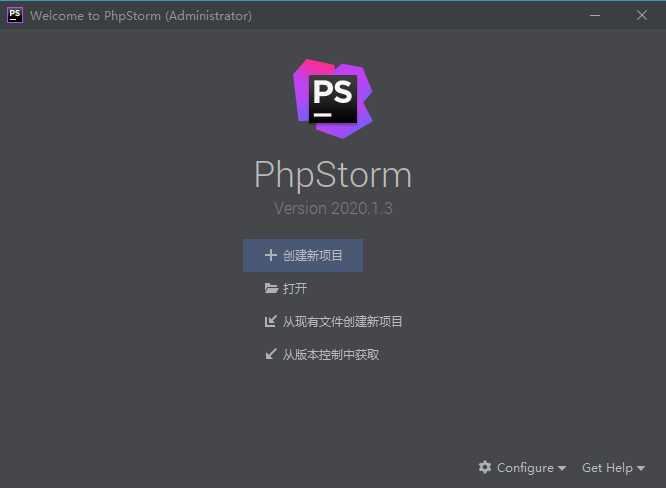 PS Welcome to PhpStorm (Administrator)
PS
PhpStorm
Version 2020.1.3
创建新项目
打开
从现有文件创建新项目
从版本控制中获取
Configure Get Help